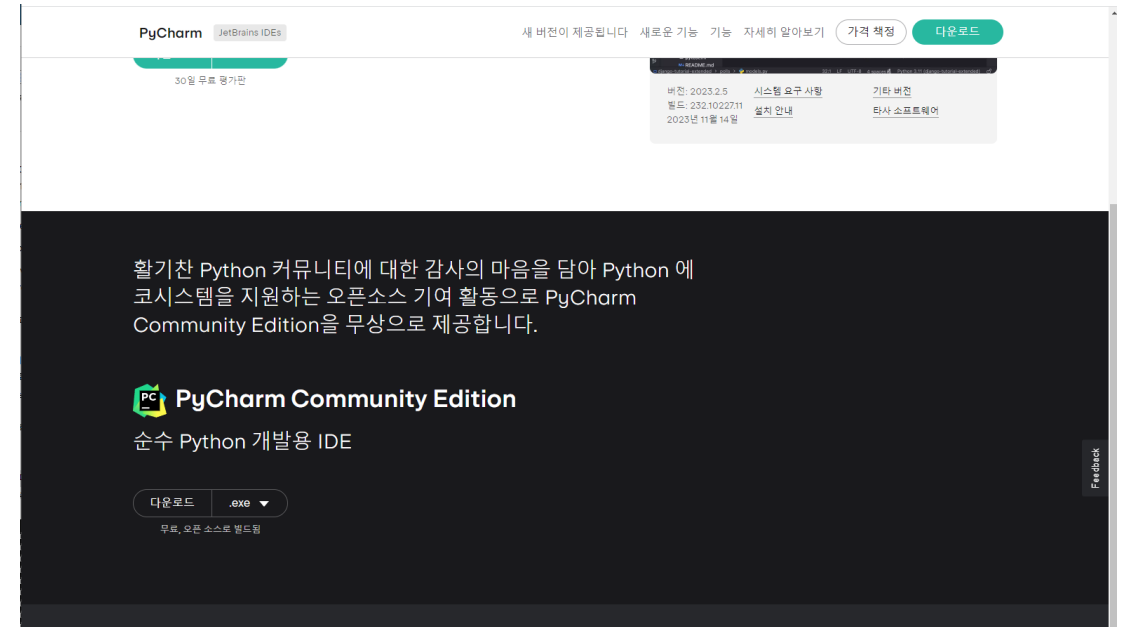 PyCharm JetBrains IDEs 새 버전이 제공됩니다 새로운 기능 기능 자세히 알아보기 가격 책정 다운로드
README.md
30일 무료 평가판
버전: 2023.2.5 시스템 요구 사항 기타 버전
빌드: 232.10227.11 설치 안내 타사 소프트웨어
2023년 11월 14일
활기찬 Python 커뮤니티에 대한 감사의 마음을 담아 Python 에
코시스템을 지원하는 오픈소스 기여 활동으로 PyCharm
Community Edition을 무상으로 제공합니다.
PC PyCharm Community Edition
순수 Python 개발용 IDE
다운로드 .exe
무료, 오픈 소스로 빌드됨
Feedback